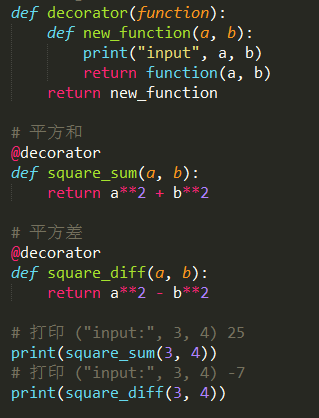 def decorator(function):
    def new_function(a, b):
        print("input", a, b)
        return function(a, b)
    return new_function

# 平方和
@decorator
def square_sum(a, b):
    return a**2 + b**2

# 平方差
@decorator
def square_diff(a, b):
    return a**2 - b**2

# 打印 ("input:", 3, 4) 25
print(square_sum(3, 4))
# 打印 ("input:", 3, 4) -7
print(square_diff(3, 4))